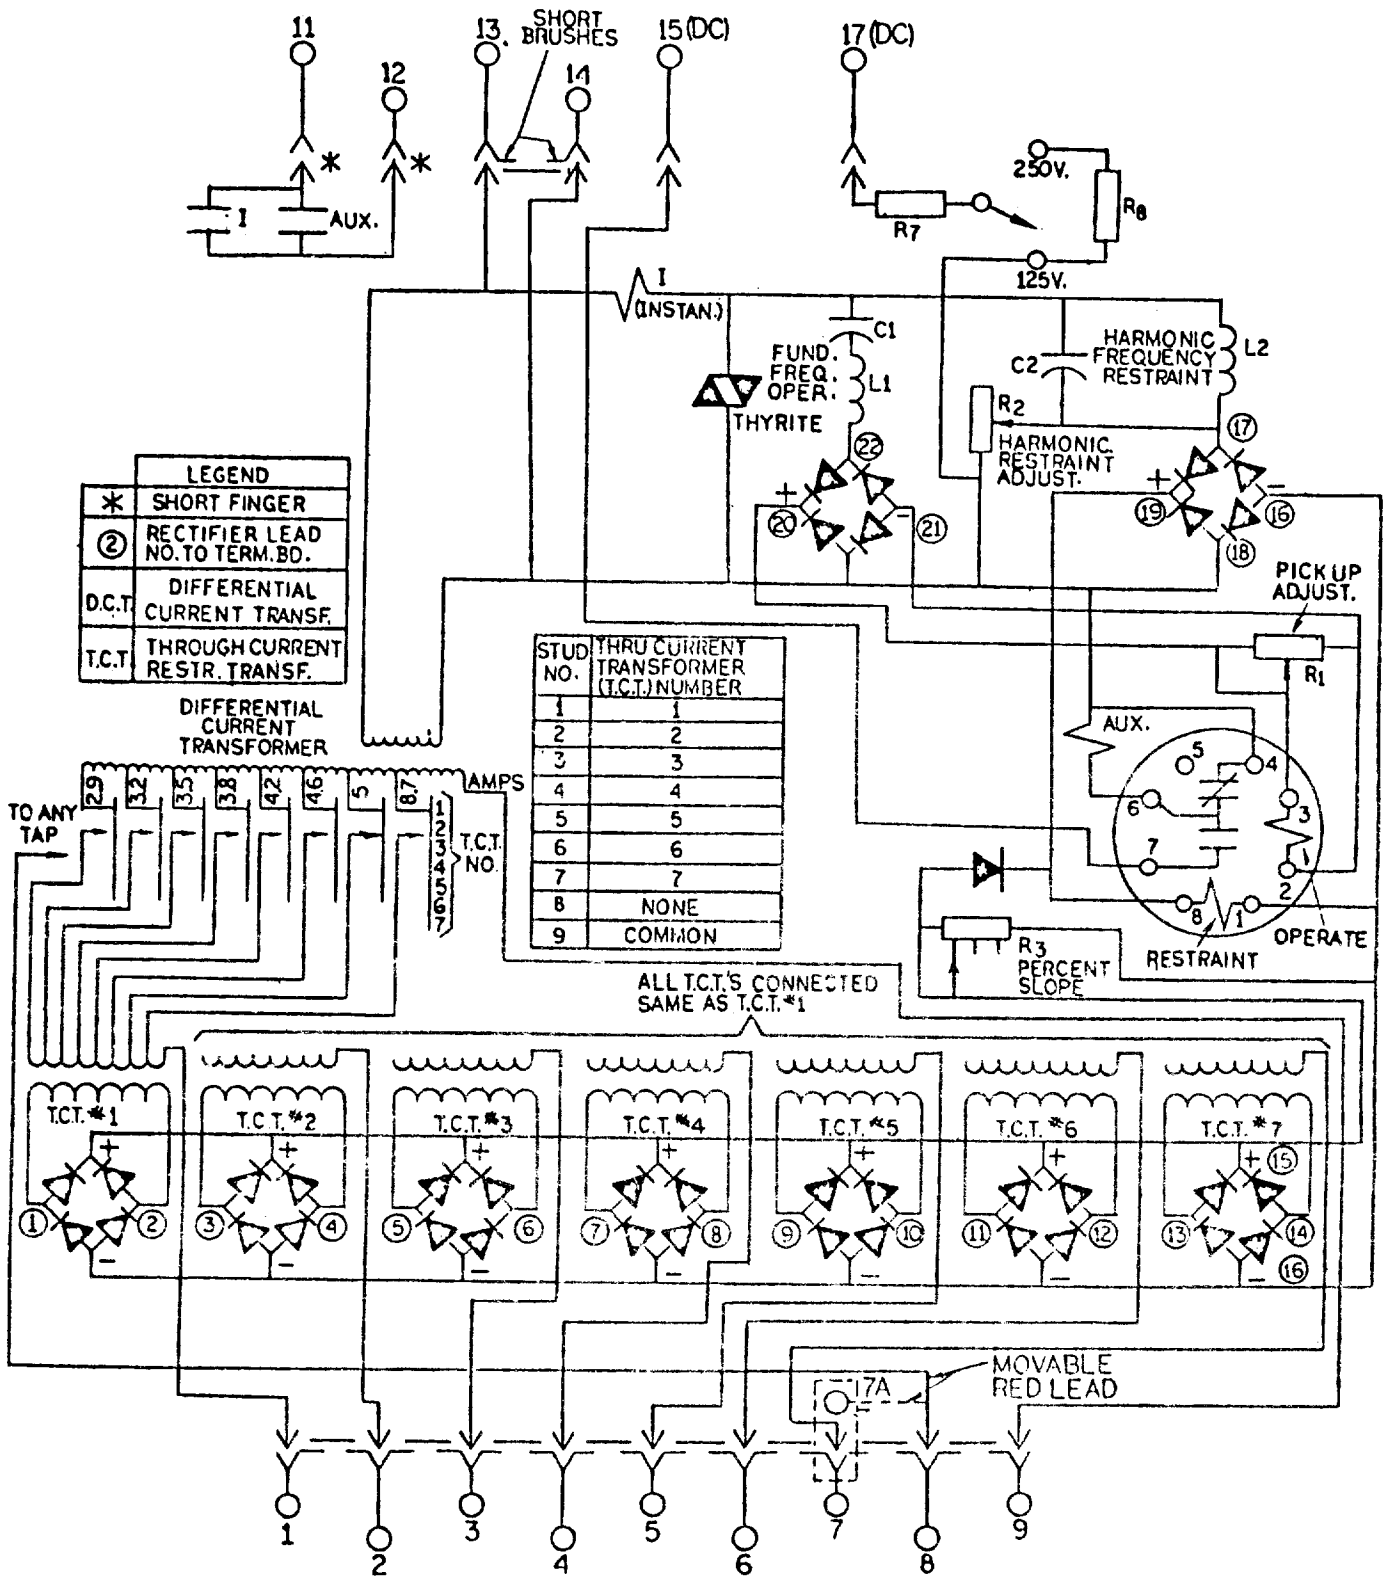 11
12
13.
SHORT
BRUSHES
14
15(DC)
17(DC)
*
*
I
AUX.
250V.
R7
R8
125V.
I
(INSTAN.)
C1
FUND.
FREQ.
OPER.
L1
THYRITE
C2
HARMONIC
FREQUENCY
RESTRAINT
L2
R2
HARMONIC
RESTRAINT
ADJUST.
17
22
+
20
-
21
+
19
-
16
18
LEGEND
* SHORT FINGER
2 RECTIFIER LEAD
NO. TO TERM. BD.
D.C.T. DIFFERENTIAL
CURRENT TRANSF.
T.C.T. THROUGH CURRENT
RESTR. TRANSF.
PICK UP
ADJUST.
R1
STUD NO. THRU CURRENT
TRANSFORMER
(T.C.T.) NUMBER
1 1
2 2
3 3
4 4
5 5
6 6
7 7
8 NONE
9 COMMON
DIFFERENTIAL
CURRENT
TRANSFORMER
2.9 3.2 3.5 3.8 4.2 4.6 5 8.7 AMPS
TO ANY
TAP
1
2
3
4
5
6
7
T.C.T.
NO.
AUX.
5
4
6
3
7
2
8
1
OPERATE
RESTRAINT
R3
PERCENT
SLOPE
ALL T.C.T.'S CONNECTED
SAME AS T.C.T.#1
T.C.T.#1
T.C.T.#2
T.C.T.#3
T.C.T.#4
T.C.T.#5
T.C.T.#6
T.C.T.#7
+ + + + + + + 15
1 2 3 4 5 6 7 8 9 10 11 12 13 14
- - - - - - - 16
MOVABLE
RED LEAD
7A
1
2
3
4
5
6
7
8
9